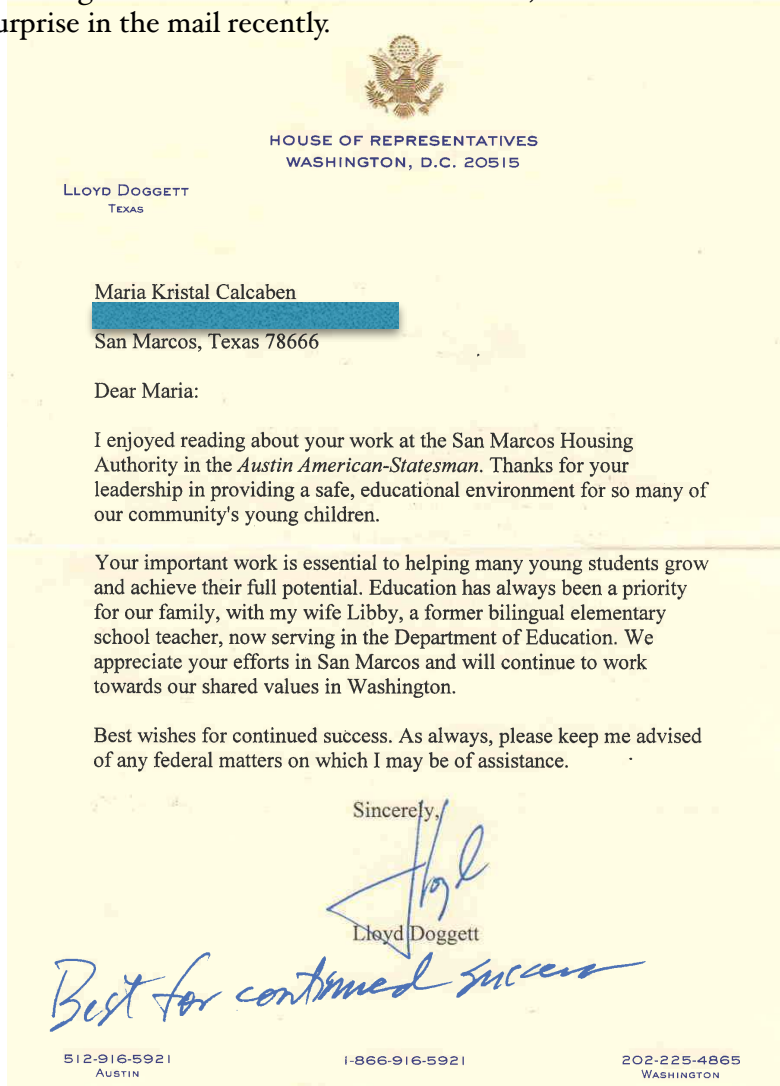 urprise in the mail recently.
HOUSE OF REPRESENTATIVES
WASHINGTON, D.C. 20515
LLOYD DOGGETT
TEXAS
Maria Kristal Calcaben
San Marcos, Texas 78666
Dear Maria:
I enjoyed reading about your work at the San Marcos Housing
Authority in the Austin American-Statesman. Thanks for your
leadership in providing a safe, educational environment for so many of
our community's young children.
Your important work is essential to helping many young students grow
and achieve their full potential. Education has always been a priority
for our family, with my wife Libby, a former bilingual elementary
school teacher, now serving in the Department of Education. We
appreciate your efforts in San Marcos and will continue to work
towards our shared values in Washington.
Best wishes for continued success. As always, please keep me advised
of any federal matters on which I may be of assistance.
Sincerely,
Lloyd
Lloyd Doggett
Best for continued success
512-916-5921 1-866-916-5921 202-225-4865
AUSTIN WASHINGTON